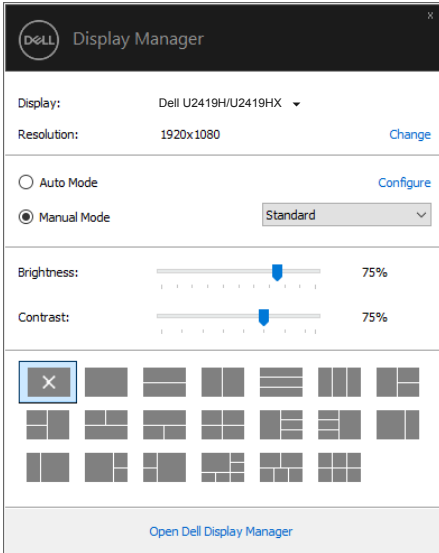 x
DELL Display Manager
Display: Dell U2419H/U2419HX
Resolution: 1920x1080 Change
Auto Mode Configure
Manual Mode Standard
Brightness: 75%
Contrast: 75%
Open Dell Display Manager